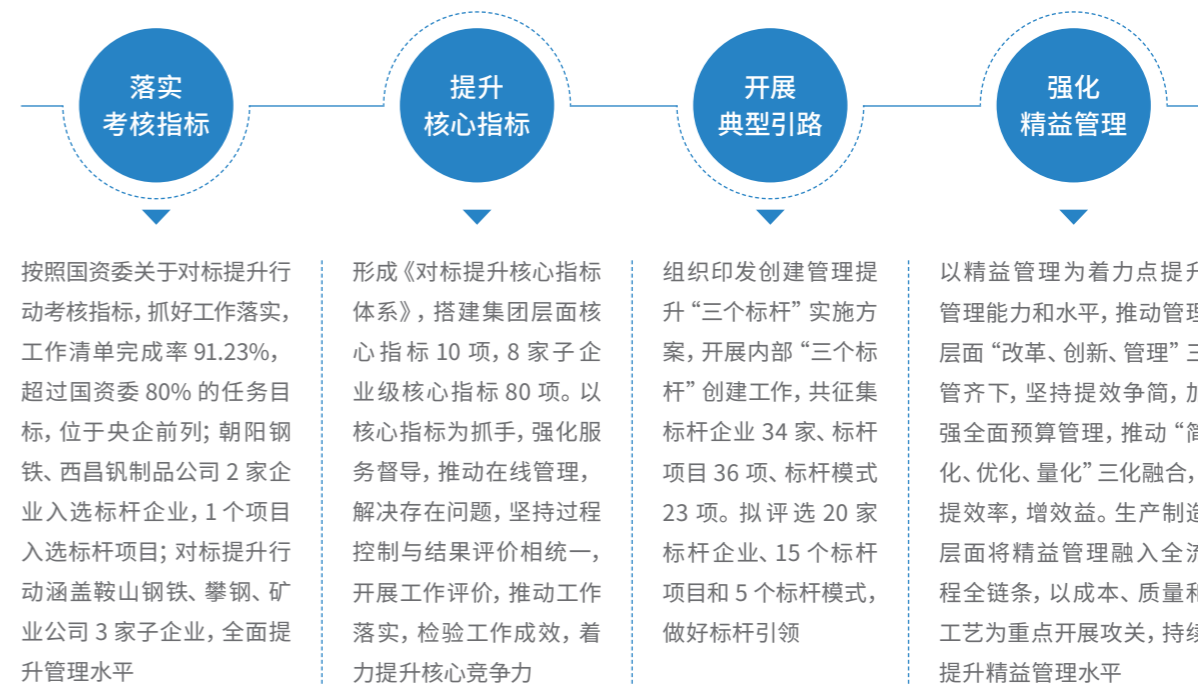 落实
考核指标
按照国资委关于对标提升行
动考核指标，抓好工作落实，
工作清单完成率 91.23%，
超过国资委 80% 的任务目
标，位于央企前列；朝阳钢
铁、西昌钒制品公司 2 家企
业入选标杆企业，1 个项目
入选标杆项目；对标提升行
动涵盖鞍山钢铁、攀钢、矿
业公司 3 家子企业，全面提
升管理水平
提升
核心指标
形成《对标提升核心指标
体系》，搭建集团层面核
心指标 10 项，8 家子企
业级核心指标 80 项。以
核心指标为抓手，强化服
务督导，推动在线管理，
解决存在问题，坚持过程
控制与结果评价相统一，
开展工作评价，推动工作
落实，检验工作成效，着
力提升核心竞争力
开展
典型引路
组织印发创建管理提
升“三个标杆”实施方
案，开展内部“三个标
杆”创建工作，共征集
标杆企业 34 家、标杆
项目 36 项、标杆模式
23 项。拟评选 20 家
标杆企业、15 个标杆
项目和 5 个标杆模式，
做好标杆引领
强化
精益管理
以精益管理为着力点提升
管理能力和水平，推动管理
层面“改革、创新、管理”三
管齐下，坚持提效争简，加
强全面预算管理，推动“简
化、优化、量化”三化融合，
提效率，增效益。生产制造
层面将精益管理融入全流
程全链条，以成本、质量和
工艺为重点开展攻关，持续
提升精益管理水平